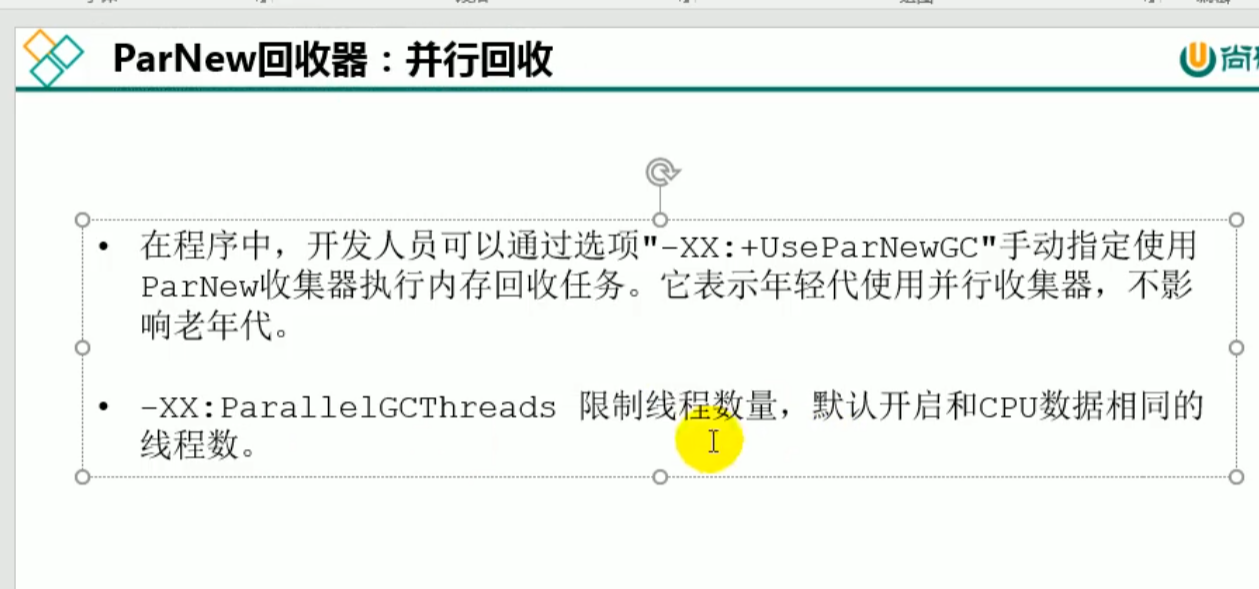 ParNew回收器：并行回收
尚
• 在程序中，开发人员可以通过选项"-XX:+UseParNewGC"手动指定使用
ParNew收集器执行内存回收任务。它表示年轻代使用并行收集器，不影
响老年代。
• -XX:ParallelGCThreads 限制线程数量，默认开启和CPU数据相同的
线程数。